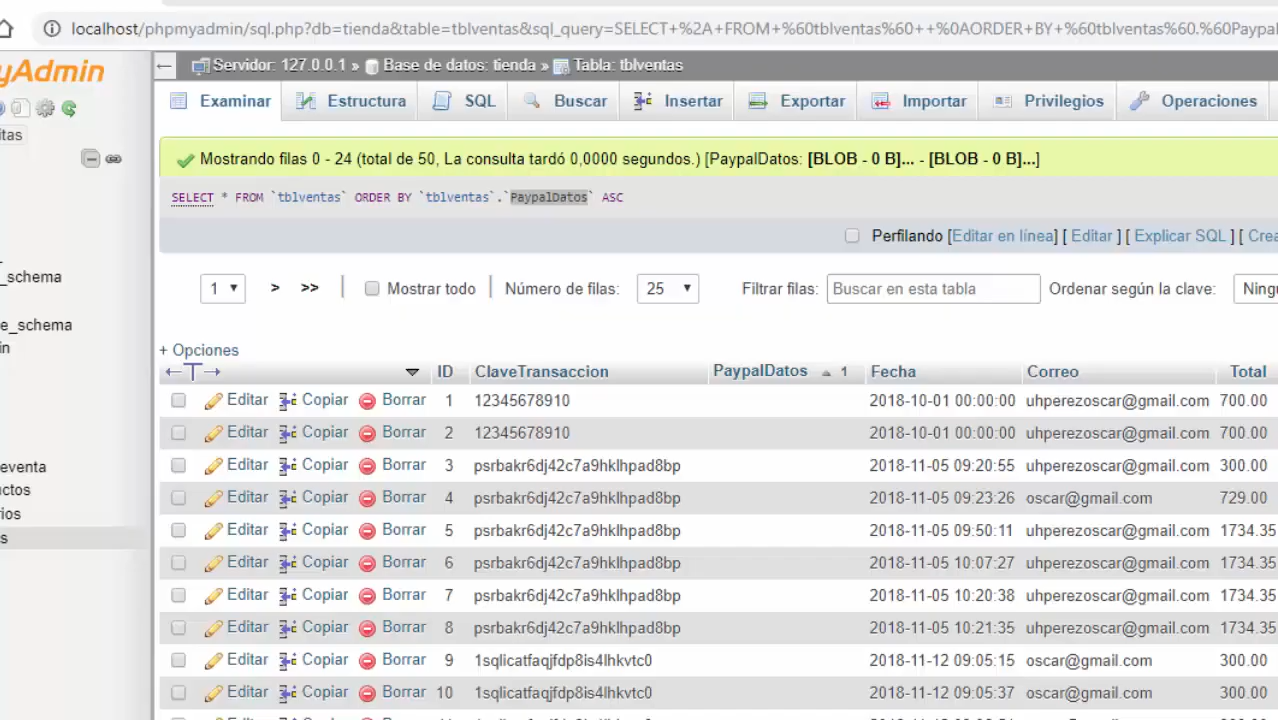 localhost/phpmyadmin/sql.php?db=tienda&table=tblventas&sql_query=SELECT+%2A+FROM+%60tblventas%60++%0AORDER+BY+%60tblventas%60.%60Paypal
yAdmin
Servidor: 127.0.0.1 » Base de datos: tienda » Tabla: tblventas
Examinar Estructura SQL Buscar Insertar Exportar Importar Privilegios Operaciones
itas
Mostrando filas 0 - 24 (total de 50, La consulta tardó 0,0000 segundos.) [PaypalDatos: [BLOB - 0 B]... - [BLOB - 0 B]...]
SELECT * FROM `tblventas` ORDER BY `tblventas`.`PaypalDatos` ASC
Perfilando [Editar en línea] [ Editar ] [ Explicar SQL ] [ Crea
_schema
1 > >> Mostrar todo Número de filas: 25 Filtrar filas: Buscar en esta tabla Ordenar según la clave: Ningu
e_schema
in
+ Opciones
←T→ ID ClaveTransaccion PaypalDatos 1 Fecha Correo Total
Editar Copiar Borrar 1 12345678910 2018-10-01 00:00:00 uhperezoscar@gmail.com 700.00
Editar Copiar Borrar 2 12345678910 2018-10-01 00:00:00 uhperezoscar@gmail.com 700.00
Editar Copiar Borrar 3 psrbakr6dj42c7a9hklhpad8bp 2018-11-05 09:20:55 uhperezoscar@gmail.com 300.00
eventa
Editar Copiar Borrar 4 psrbakr6dj42c7a9hklhpad8bp 2018-11-05 09:23:26 oscar@gmail.com 729.00
uctos
rios
Editar Copiar Borrar 5 psrbakr6dj42c7a9hklhpad8bp 2018-11-05 09:50:11 uhperezoscar@gmail.com 1734.35
s
Editar Copiar Borrar 6 psrbakr6dj42c7a9hklhpad8bp 2018-11-05 10:07:27 uhperezoscar@gmail.com 1734.35
Editar Copiar Borrar 7 psrbakr6dj42c7a9hklhpad8bp 2018-11-05 10:20:38 uhperezoscar@gmail.com 1734.35
Editar Copiar Borrar 8 psrbakr6dj42c7a9hklhpad8bp 2018-11-05 10:21:35 uhperezoscar@gmail.com 1734.35
Editar Copiar Borrar 9 1sqlicatfaqjfdp8is4lhkvtc0 2018-11-12 09:05:15 oscar@gmail.com 300.00
Editar Copiar Borrar 10 1sqlicatfaqjfdp8is4lhkvtc0 2018-11-12 09:05:37 oscar@gmail.com 300.00